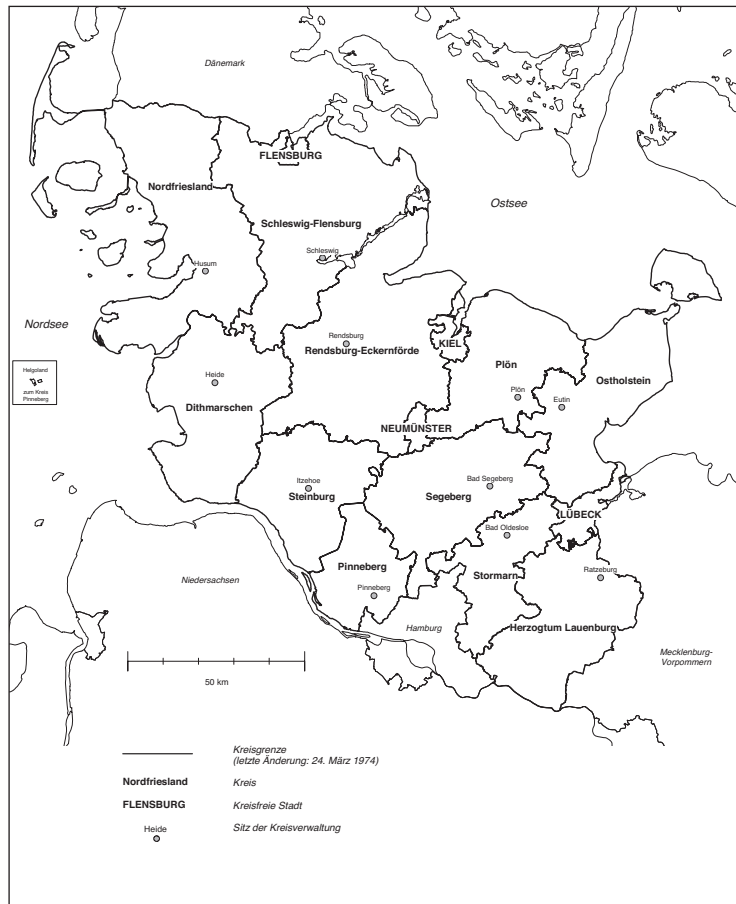 Dänemark
FLENSBURG
Nordfriesland
Ostsee
Schleswig-Flensburg
Schleswig
Husum
Nordsee
Rendsburg
Rendsburg-Eckernförde
KIEL
Plön
Ostholstein
Helgoland
zum Kreis
Pinneberg
Heide
Dithmarschen
Plön
Eutin
NEUMÜNSTER
Itzehoe
Steinburg
Bad Segeberg
Segeberg
LÜBECK
Bad Oldesloe
Pinneberg
Stormarn
Ratzeburg
Niedersachsen
Pinneberg
Hamburg
Herzogtum Lauenburg
Mecklenburg-
Vorpommern
50 km
Kreisgrenze
(letzte Änderung: 24. März 1974)
Nordfriesland Kreis
FLENSBURG Kreisfreie Stadt
Heide Sitz der Kreisverwaltung